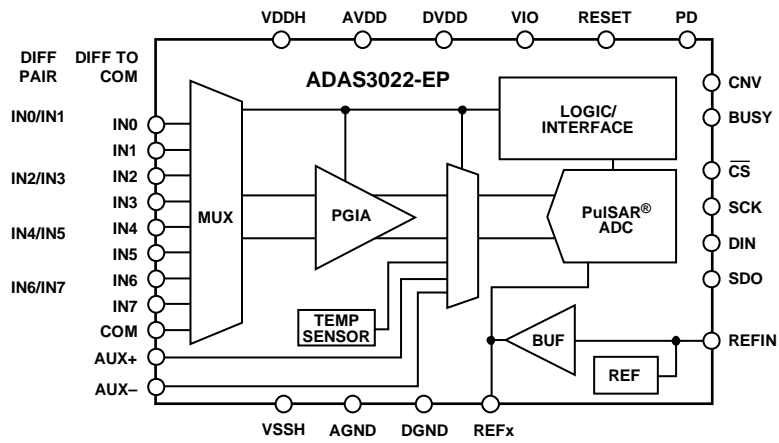 VDDH AVDD DVDD VIO RESET PD
DIFF PAIR
DIFF TO COM
ADAS3022-EP
IN0/IN1
IN2/IN3
IN4/IN5
IN6/IN7
IN0
IN1
IN2
IN3
IN4
IN5
IN6
IN7
COM
AUX+
AUX–
MUX
PGIA
TEMP
SENSOR
LOGIC/
INTERFACE
PulSAR®
ADC
BUF
REF
CNV
BUSY
CS
SCK
DIN
SDO
REFIN
VSSH AGND DGND REFx